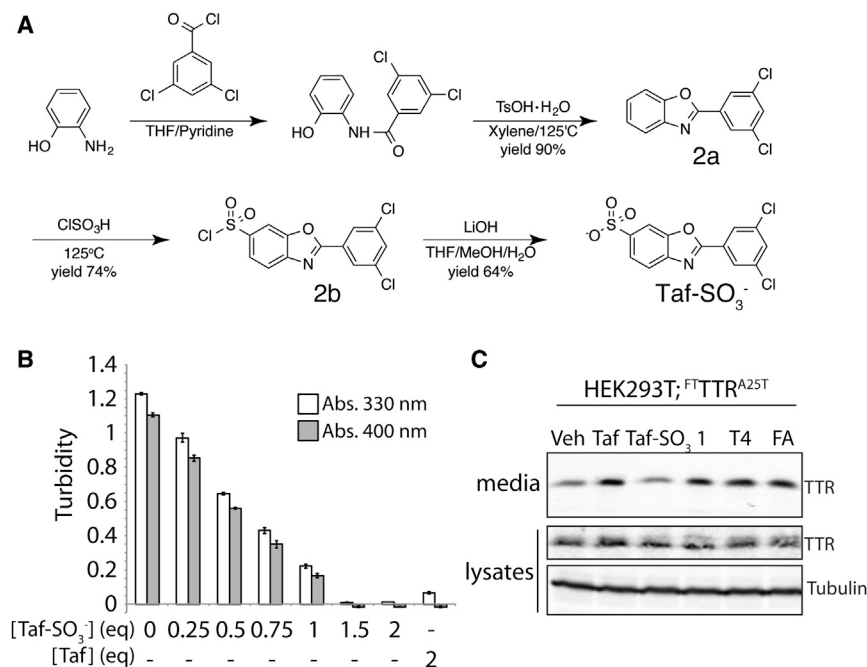 A
O
Cl
Cl
Cl
HO
NH2
THF/Pyridine
HO
NH
O
Cl
Cl
TsOH·H2O
Xylene/125°C
yield 90%
O
N
Cl
Cl
2a
ClSO3H
125°C
yield 74%
O
O
S
Cl
O
N
Cl
Cl
2b
LiOH
THF/MeOH/H2O
yield 64%
O
O
S
-O
O
N
Cl
Cl
Taf-SO3-
B
1.4
1.2
1
0.8
0.6
0.4
0.2
0
Turbidity
Abs. 330 nm
Abs. 400 nm
[Taf-SO3-] (eq) 0 0.25 0.5 0.75 1 1.5 2 -
[Taf] (eq) - - - - - - - 2
C
HEK293T; FTTTRA25T
Veh Taf Taf-SO3 1 T4 FA
media TTR
TTR
lysates
Tubulin